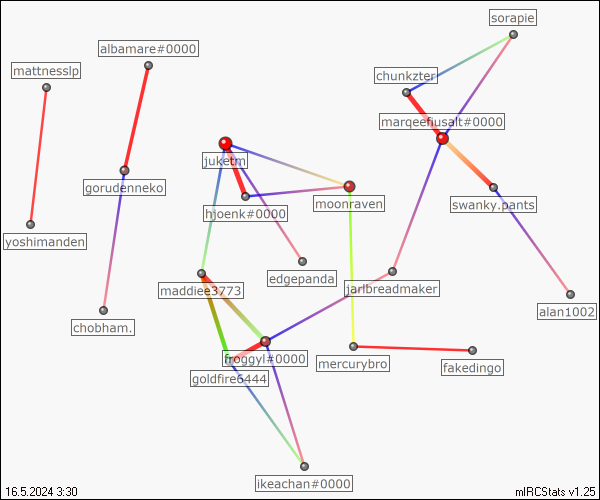 sorapie
albamare#0000
mattnesslp
chunkzter
marqeefiusalt#0000
juketm
gorudenneko
moonraven
swanky.pants
hjoenk#0000
yoshimanden
edgepanda
jarlbreadmaker
maddiee3773
alan1002
chobham.
froggyl#0000
mercurybro
fakedingo
goldfire6444
ikeachan#0000
16.5.2024 3:30
mIRCStats v1.25